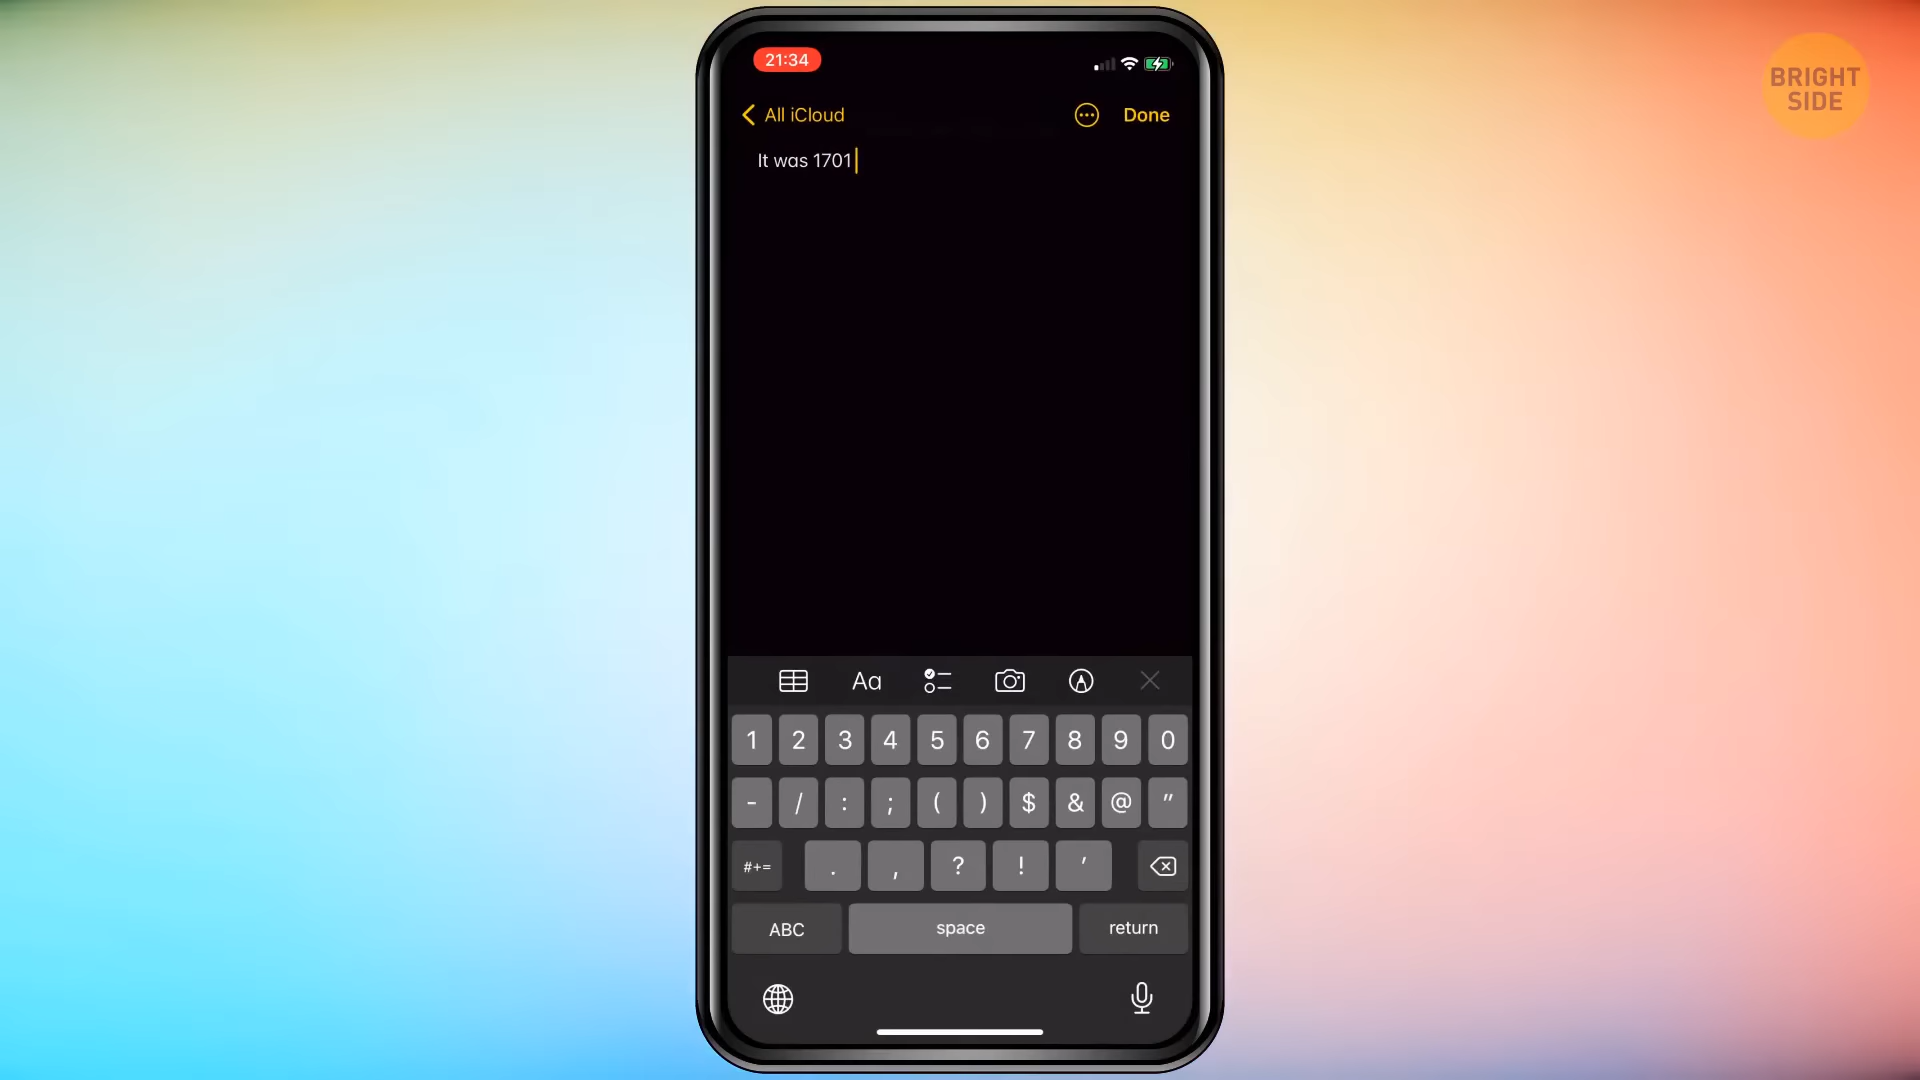 21:34
BRIGHT
SIDE
All iCloud
Done
It was 1701
Aa
1 2 3 4 5 6 7 8 9 0
- / : ; ( ) $ & @ "
#+= . , ? ! '
ABC space return